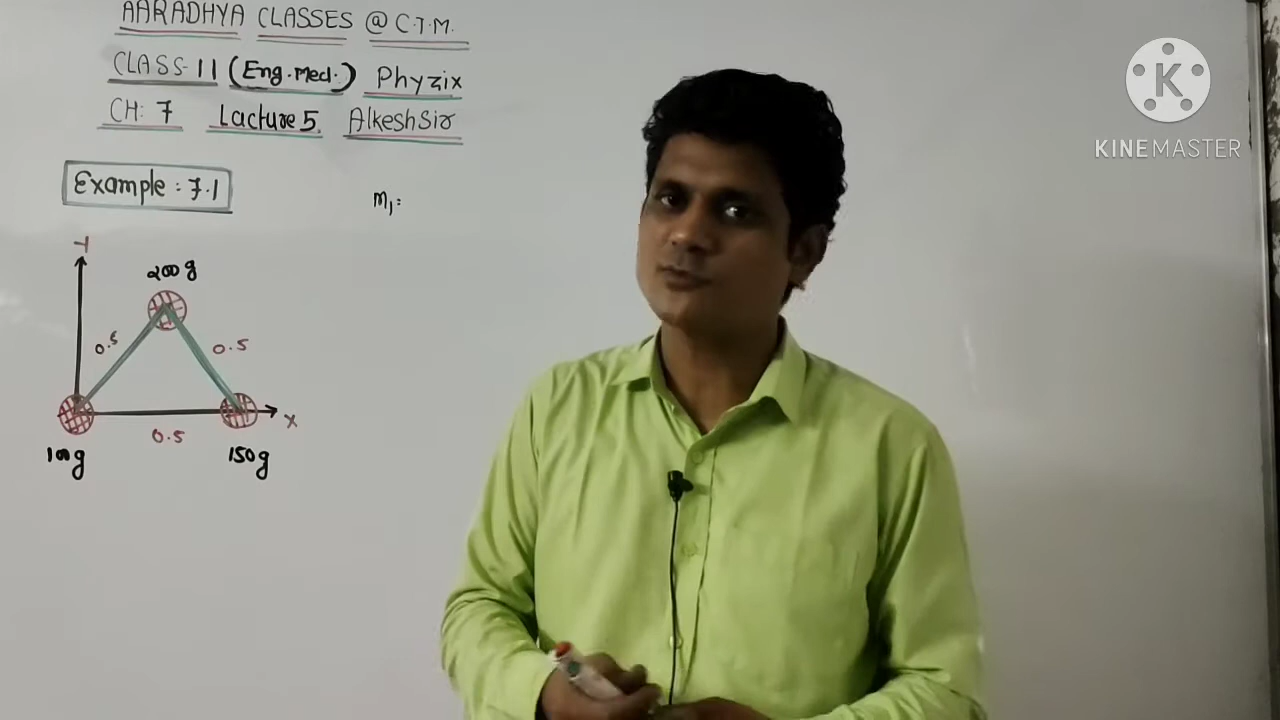 AARADHYA CLASSES @ C.T.M.
CLASS-11 (Eng. Med.) Phyzix
CH: 7 Lacture 5 AlkeshSir
Example : 7.1
m₁=
Y
200 g
0.5
0.5
X
0.5
100g
150g
K
KINEMASTER